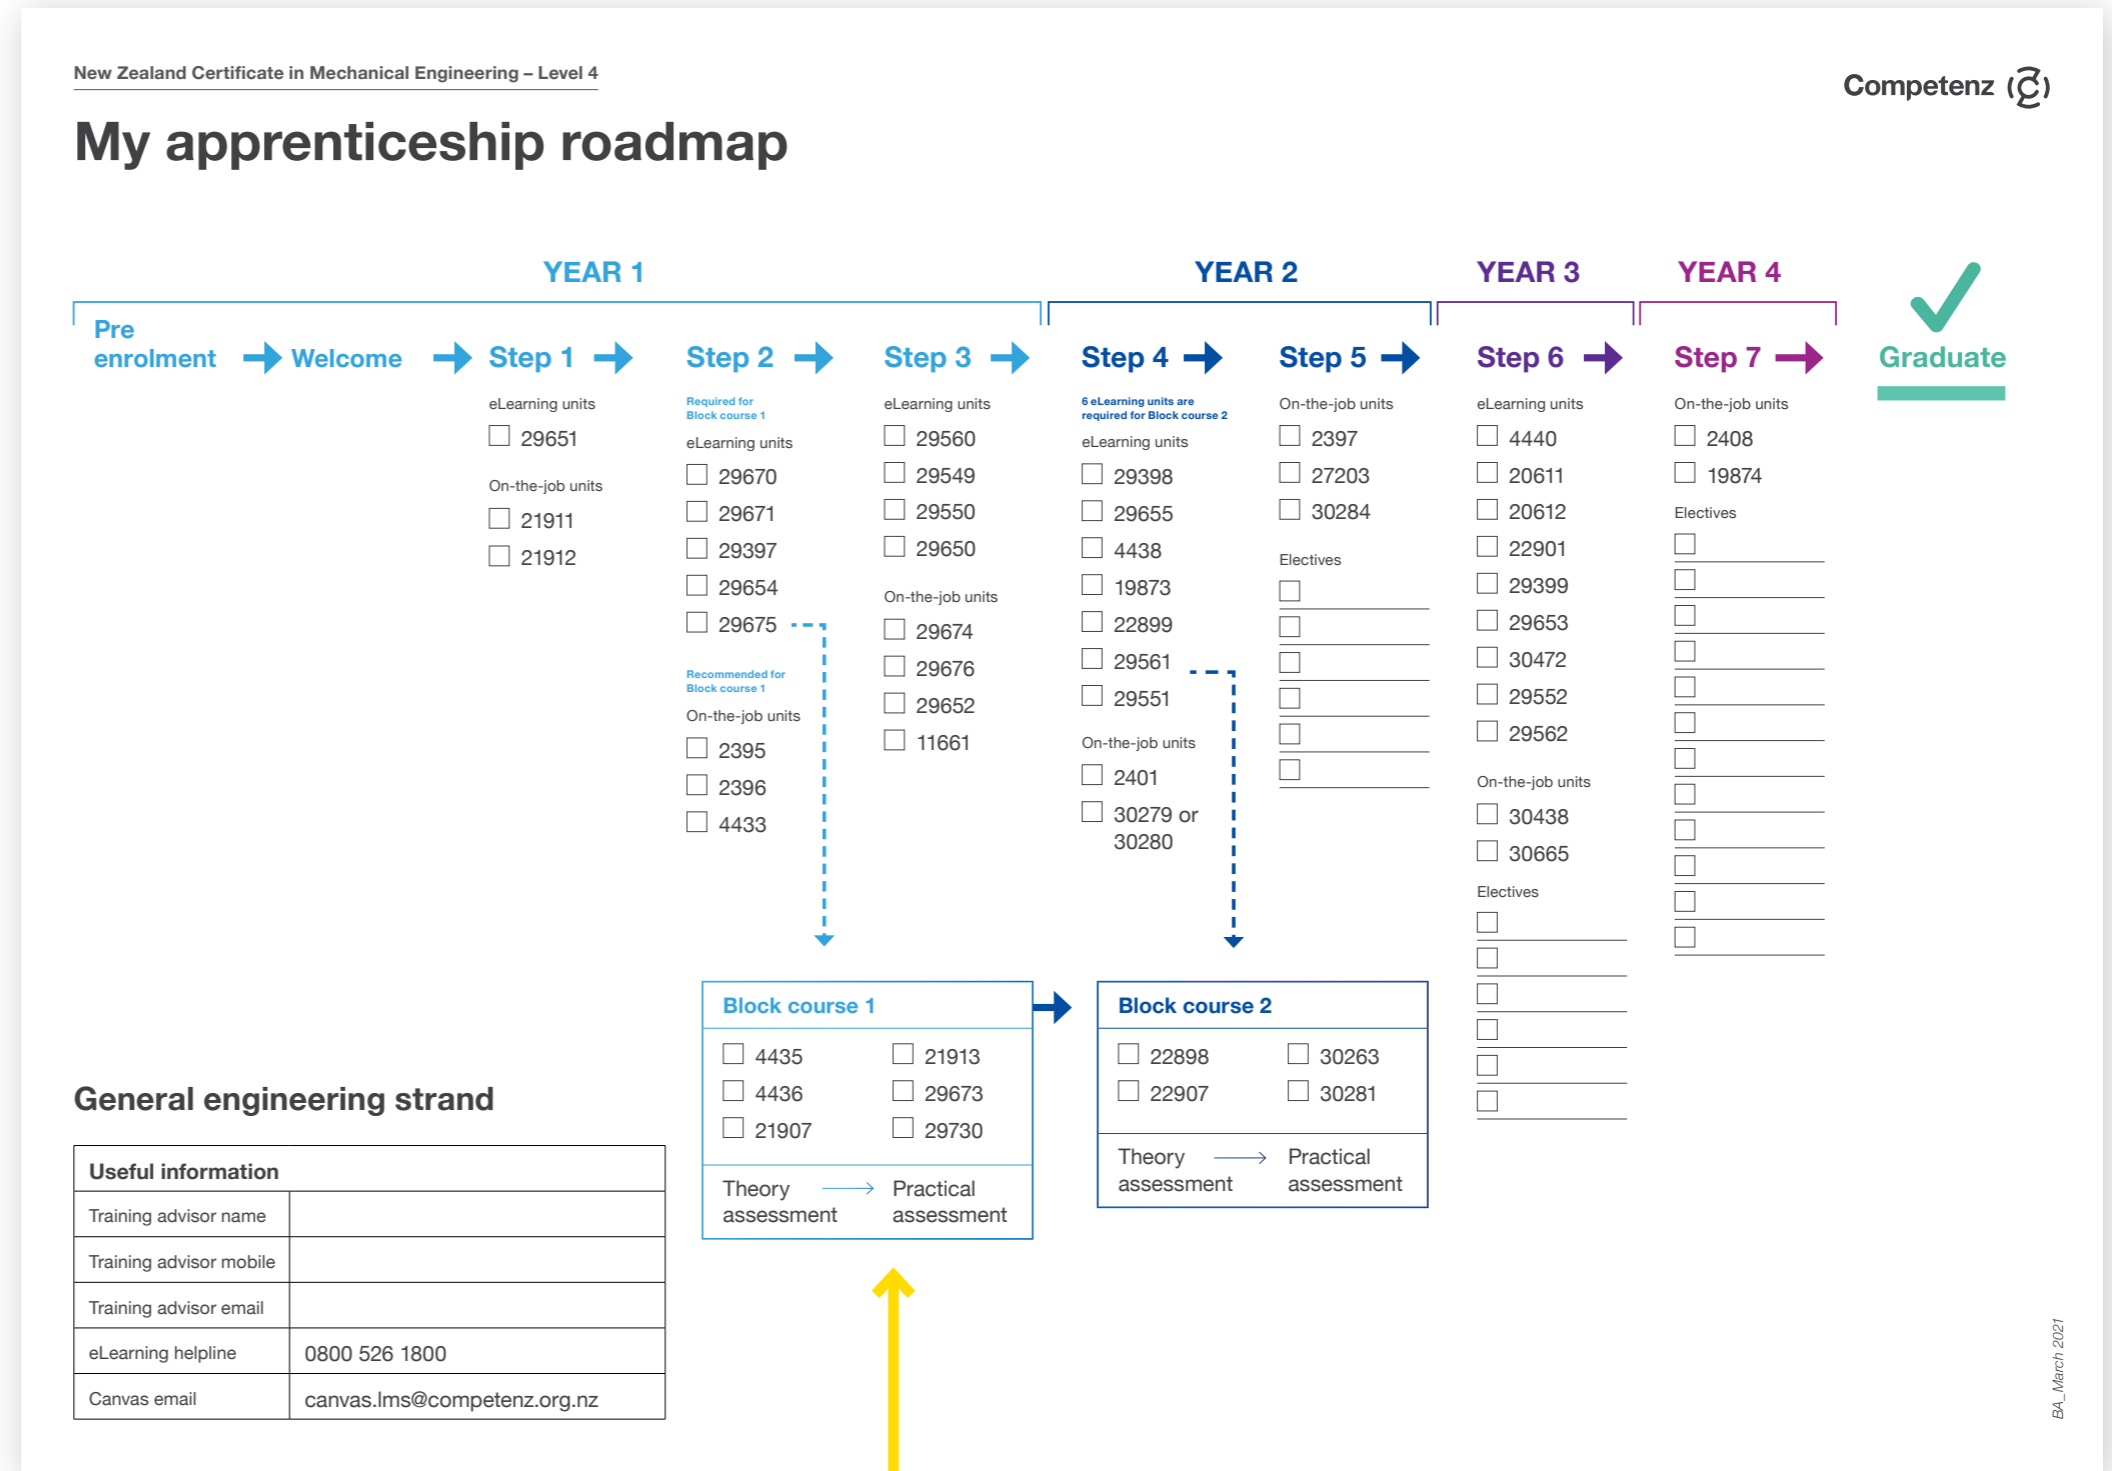 New Zealand Certificate in Mechanical Engineering – Level 4
Competenz
My apprenticeship roadmap
YEAR 1
YEAR 2
YEAR 3
YEAR 4
Pre
enrolment
Welcome
Step 1
eLearning units
29651
On-the-job units
21911
21912
Step 2
Required for
Block course 1
eLearning units
29670
29671
29397
29654
29675
Recommended for
Block course 1
On-the-job units
2395
2396
4433
Step 3
eLearning units
29560
29549
29550
29650
On-the-job units
29674
29676
29652
11661
Step 4
6 eLearning units are
required for Block course 2
eLearning units
29398
29655
4438
19873
22899
29561
29551
On-the-job units
2401
30279 or
30280
Step 5
On-the-job units
2397
27203
30284
Electives
Step 6
eLearning units
4440
20611
20612
22901
29399
29653
30472
29552
29562
On-the-job units
30438
30665
Electives
Step 7
On-the-job units
2408
19874
Electives
Graduate
Block course 1
4435 21913
4436 29673
21907 29730
Theory Practical
assessment assessment
Block course 2
22898 30263
22907 30281
Theory Practical
assessment assessment
General engineering strand
Useful information
Training advisor name
Training advisor mobile
Training advisor email
eLearning helpline 0800 526 1800
Canvas email canvas.lms@competenz.org.nz
BA_March 2021